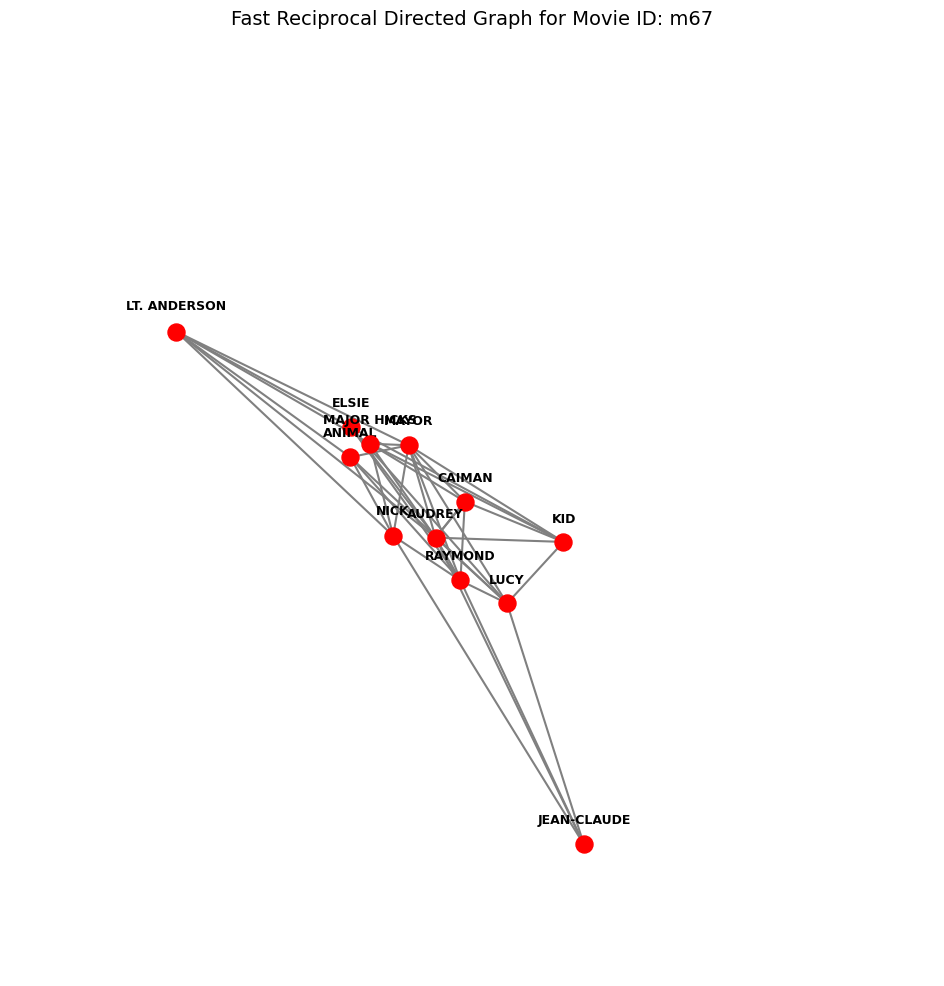 Fast Reciprocal Directed Graph for Movie ID: m67
LT. ANDERSON
ELSIE
MAJOR HICKS
MAYOR
ANIMAL
CAIMAN
NICK
AUDREY
KID
RAYMOND
LUCY
JEAN-CLAUDE